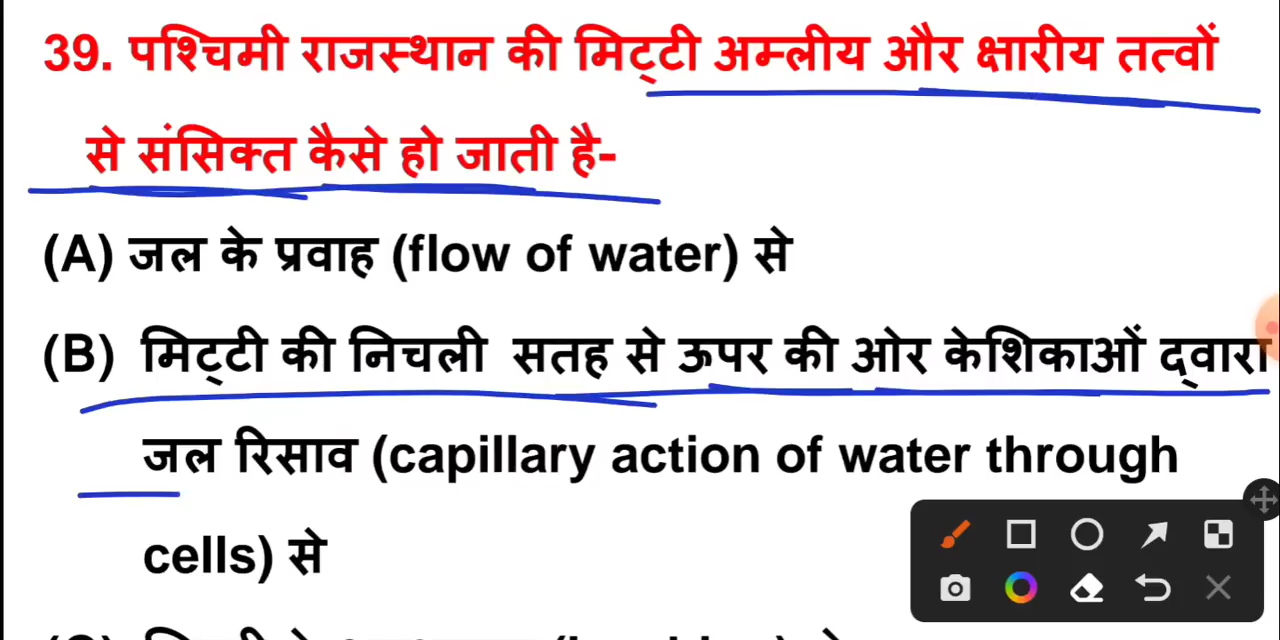 39. पश्चिमी राजस्थान की मिट्टी अम्लीय और क्षारीय तत्वों
से संसिक्त कैसे हो जाती है-
(A) जल के प्रवाह (flow of water) से
(B) मिट्टी की निचली सतह से ऊपर की ओर केशिकाओं द्वारा
जल रिसाव (capillary action of water through
cells) से